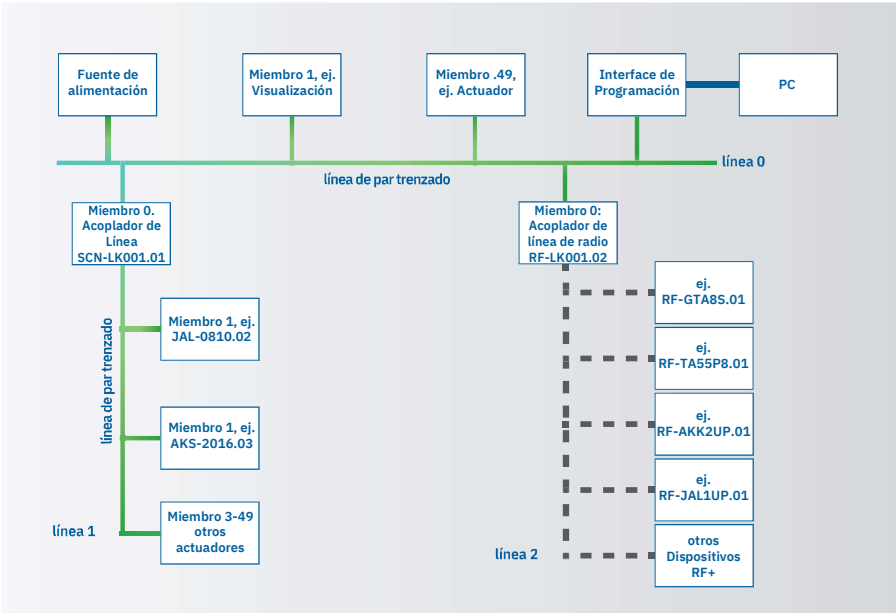 Fuente de
alimentación
Miembro 1, ej.
Visualización
Miembro .49,
ej. Actuador
Interface de
Programación
PC
línea 0
línea de par trenzado
Miembro 0.
Acoplador de
Línea
SCN-LK001.01
Miembro 0:
Acoplador de
línea de radio
RF-LK001.02
línea de par trenzado
Miembro 1, ej.
JAL-0810.02
Miembro 1, ej.
AKS-2016.03
Miembro 3-49
otros
actuadores
línea 1
ej.
RF-GTA8S.01
ej.
RF-TA55P8.01
ej.
RF-AKK2UP.01
ej.
RF-JAL1UP.01
otros
Dispositivos
RF+
línea 2